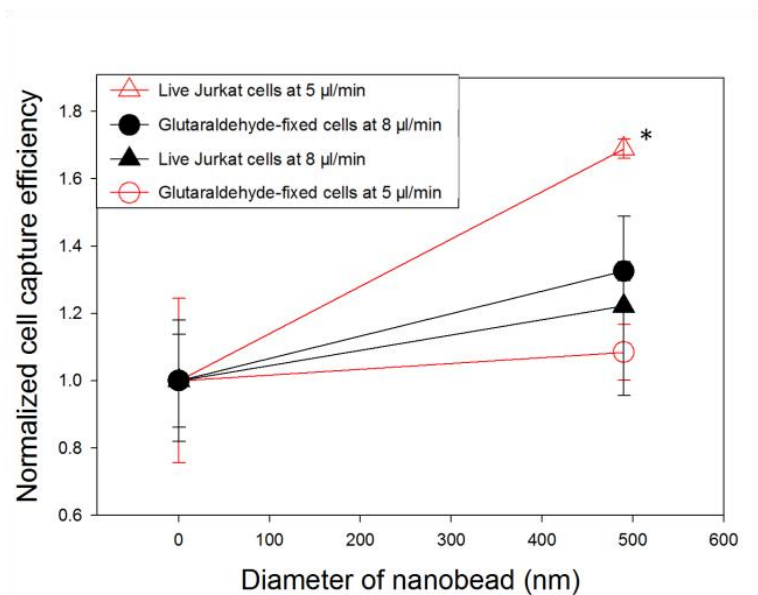 Live Jurkat cells at 5 µl/min
Glutaraldehyde-fixed cells at 8 µl/min
Live Jurkat cells at 8 µl/min
Glutaraldehyde-fixed cells at 5 µl/min
*
Normalized cell capture efficiency
1.8
1.6
1.4
1.2
1.0
0.8
0.6
0 100 200 300 400 500 600
Diameter of nanobead (nm)